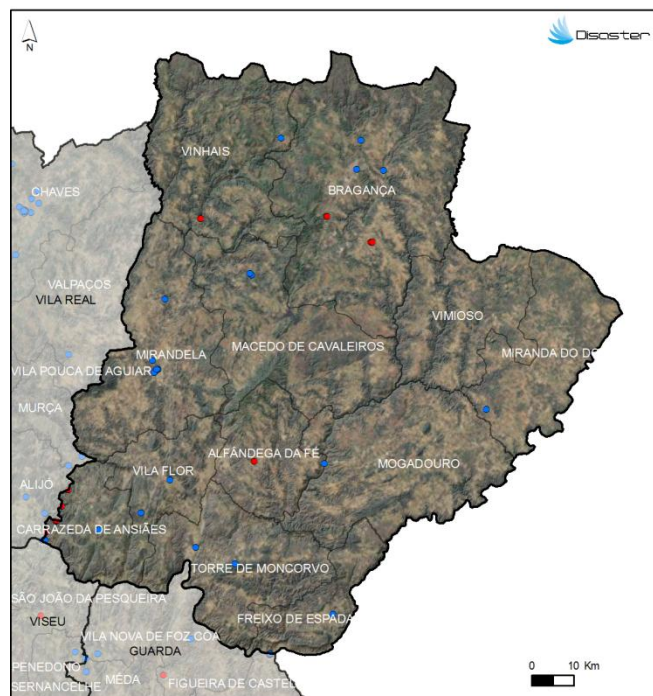 N
Disaster
VINHAIS
BRAGANÇA
CHAVES
VALPAÇOS
VILA REAL
VIMIOSO
MACEDO DE CAVALEIROS
MIRANDELA
MIRANDA DO DO
VILA POUCA DE AGUIAR
MURÇA
ALFÂNDEGA DA FÉ
MOGADOURO
VILA FLOR
ALIJÓ
CARRAZEDA DE ANSIÃES
TORRE DE MONCORVO
SÃO JOÃO DA PESQUEIRA
FREIXO DE ESPADA
VISEU
VILA NOVA DE FOZ COA
GUARDA
PENEDONO
MÊDA
FIGUEIRA DE CASTEL
SERNANCELHE
0 10 Km